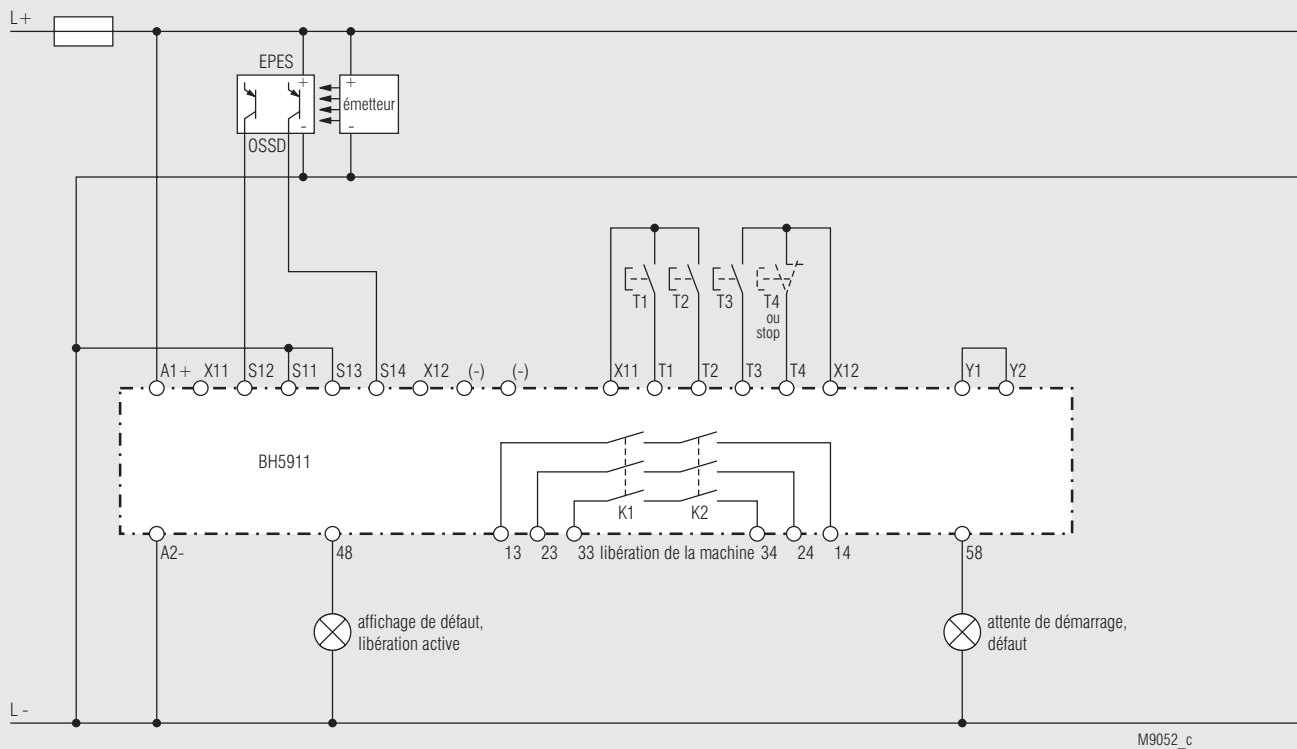 L+
EPES
+
+
émetteur
-
-
OSSD
T1
T2
T3
T4
ou
stop
A1+
X11
S12
S11
S13
S14
X12
(-)
(-)
X11
T1
T2
T3
T4
X12
Y1
Y2
BH5911
K1
K2
A2-
48
13
23
33
libération de la machine
34
24
14
58
affichage de défaut,
libération active
attente de démarrage,
défaut
L -
M9052_c